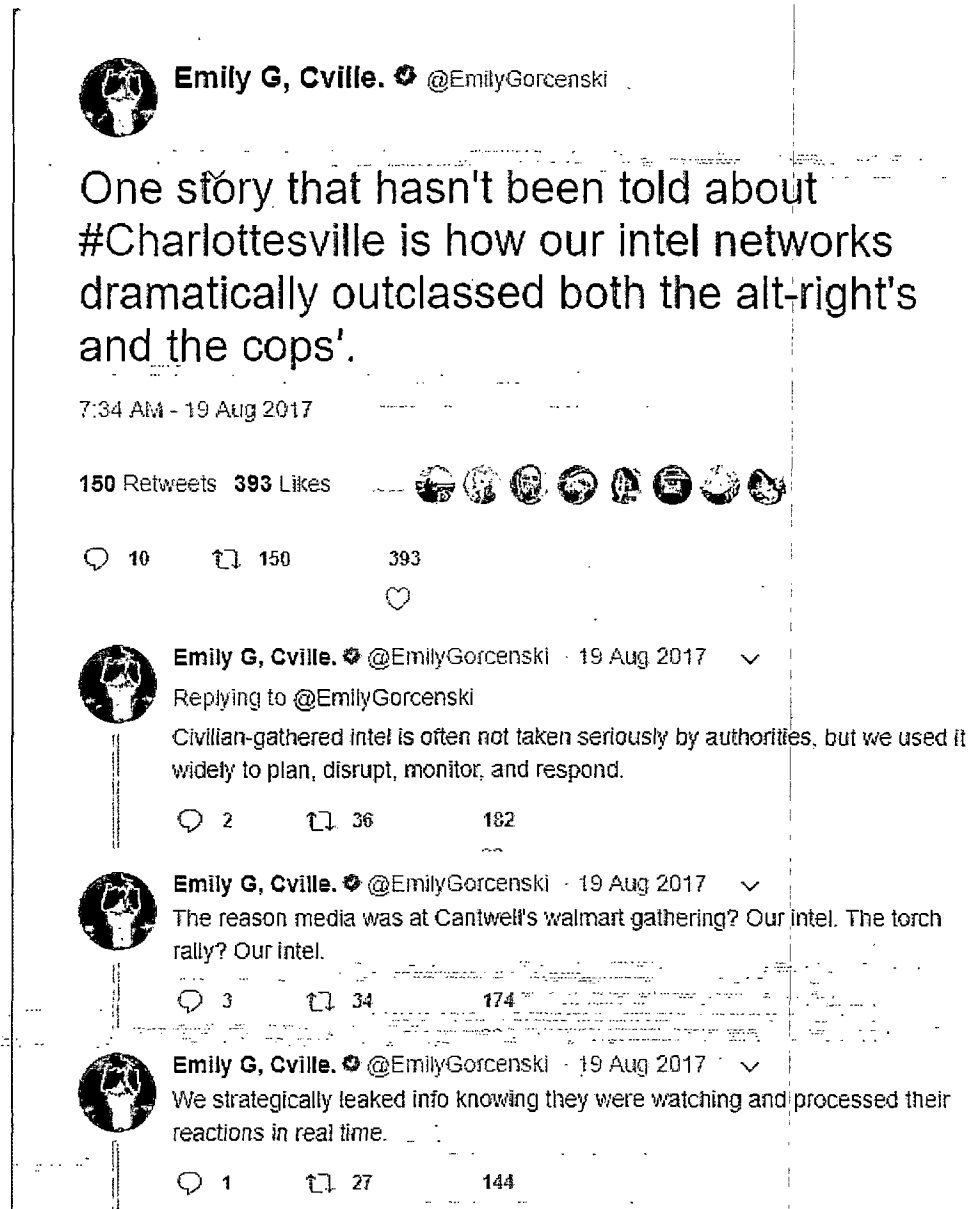 Emily G, Cville. @EmilyGorcenski
One story that hasn't been told about
#Charlottesville is how our intel networks
dramatically outclassed both the alt-right's
and the cops'.
7:34 AM - 19 Aug 2017
150 Retweets 393 Likes
10 150 393
Emily G, Cville. @EmilyGorcenski · 19 Aug 2017
Replying to @EmilyGorcenski
Civilian-gathered intel is often not taken seriously by authorities, but we used it
widely to plan, disrupt, monitor, and respond.
2 36 182
Emily G, Cville. @EmilyGorcenski · 19 Aug 2017
The reason media was at Cantwell's walmart gathering? Our intel. The torch
rally? Our intel.
3 34 174
Emily G, Cville. @EmilyGorcenski · 19 Aug 2017
We strategically leaked info knowing they were watching and processed their
reactions in real time.
1 27 144